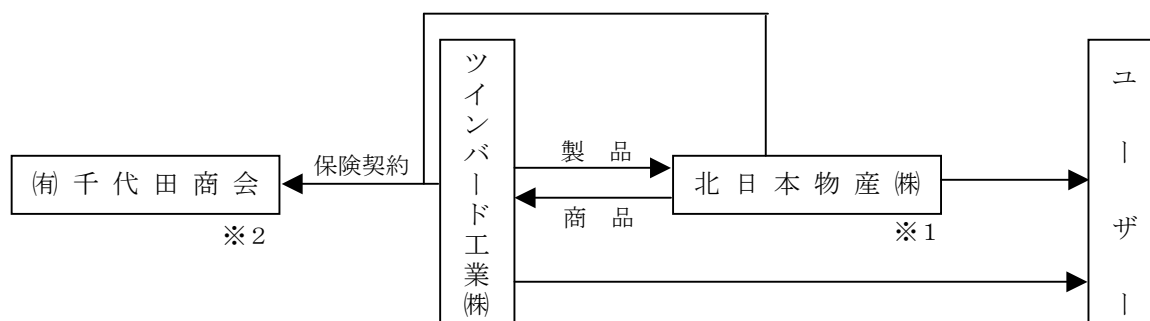 ㈲千代田商会
※２
保険契約
ツインバード工業㈱
製品
商品
北日本物産㈱
※１
ユーザー